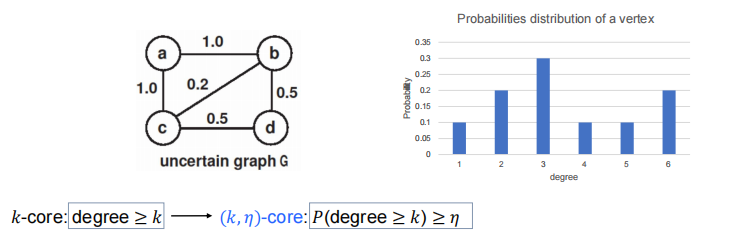 a
1.0
b
1.0
0.2
0.5
c
0.5
d
uncertain graph G
Probabilities distribution of a vertex
Probability
0.35
0.3
0.25
0.2
0.15
0.1
0.05
0
1 2 3 4 5 6
degree
k-core: degree ≥ k ⟶ (k, η)-core: P(degree ≥ k) ≥ η